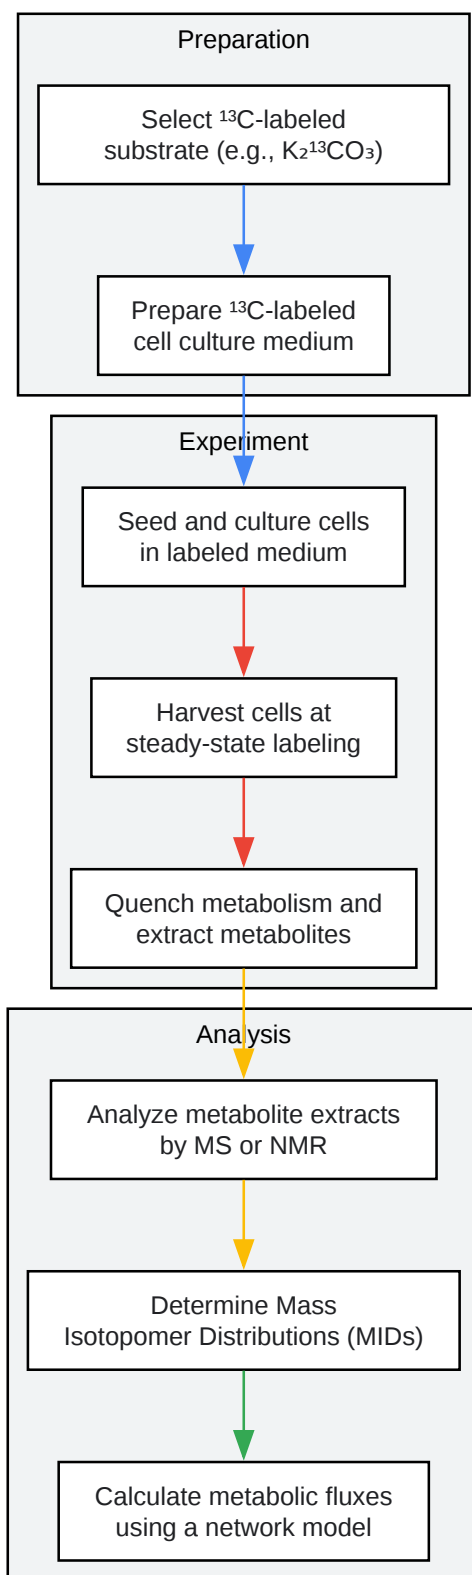 Preparation
Select ¹³C-labeled
substrate (e.g., K₂¹³CO₃)
Prepare ¹³C-labeled
cell culture medium
Experiment
Seed and culture cells
in labeled medium
Harvest cells at
steady-state labeling
Quench metabolism and
extract metabolites
Analysis
Analyze metabolite extracts
by MS or NMR
Determine Mass
Isotopomer Distributions (MIDs)
Calculate metabolic fluxes
using a network model